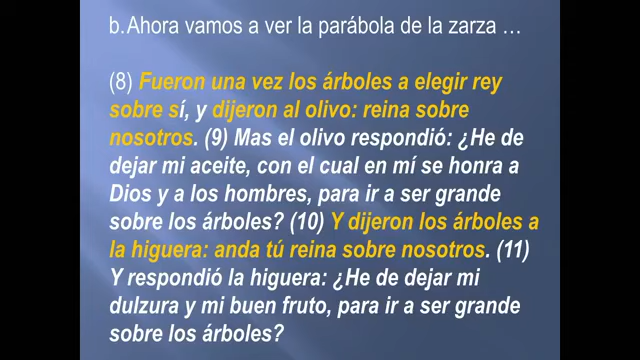 b.Ahora vamos a ver la parábola de la zarza …
(8) Fueron una vez los árboles a elegir rey
sobre sí, y dijeron al olivo: reina sobre
nosotros. (9) Mas el olivo respondió: ¿He de
dejar mi aceite, con el cual en mí se honra a
Dios y a los hombres, para ir a ser grande
sobre los árboles? (10) Y dijeron los árboles a
la higuera: anda tú reina sobre nosotros. (11)
Y respondió la higuera: ¿He de dejar mi
dulzura y mi buen fruto, para ir a ser grande
sobre los árboles?